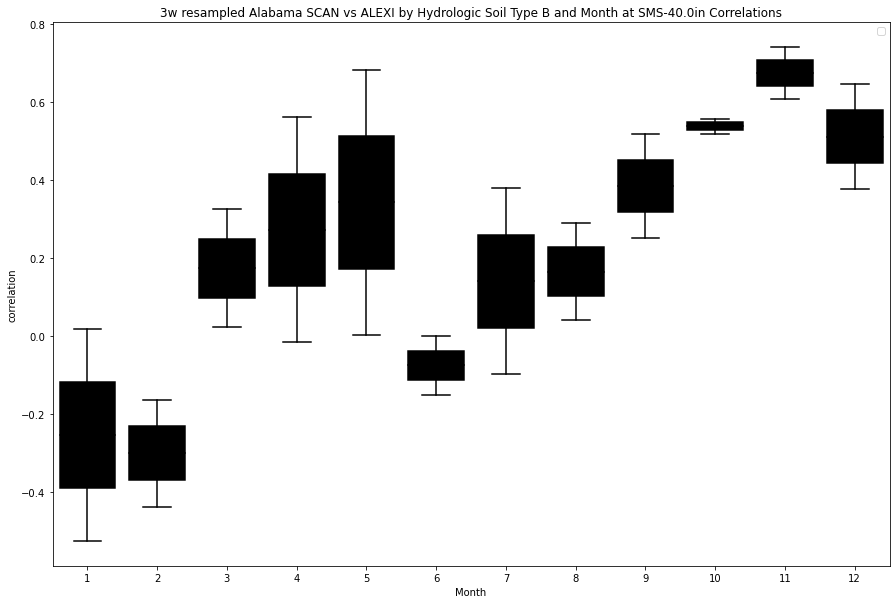 3w resampled Alabama SCAN vs ALEXI by Hydrologic Soil Type B and Month at SMS-40.0in Correlations
0.8
0.6
0.4
0.2
0.0
−0.2
−0.4
correlation
1 2 3 4 5 6 7 8 9 10 11 12
Month